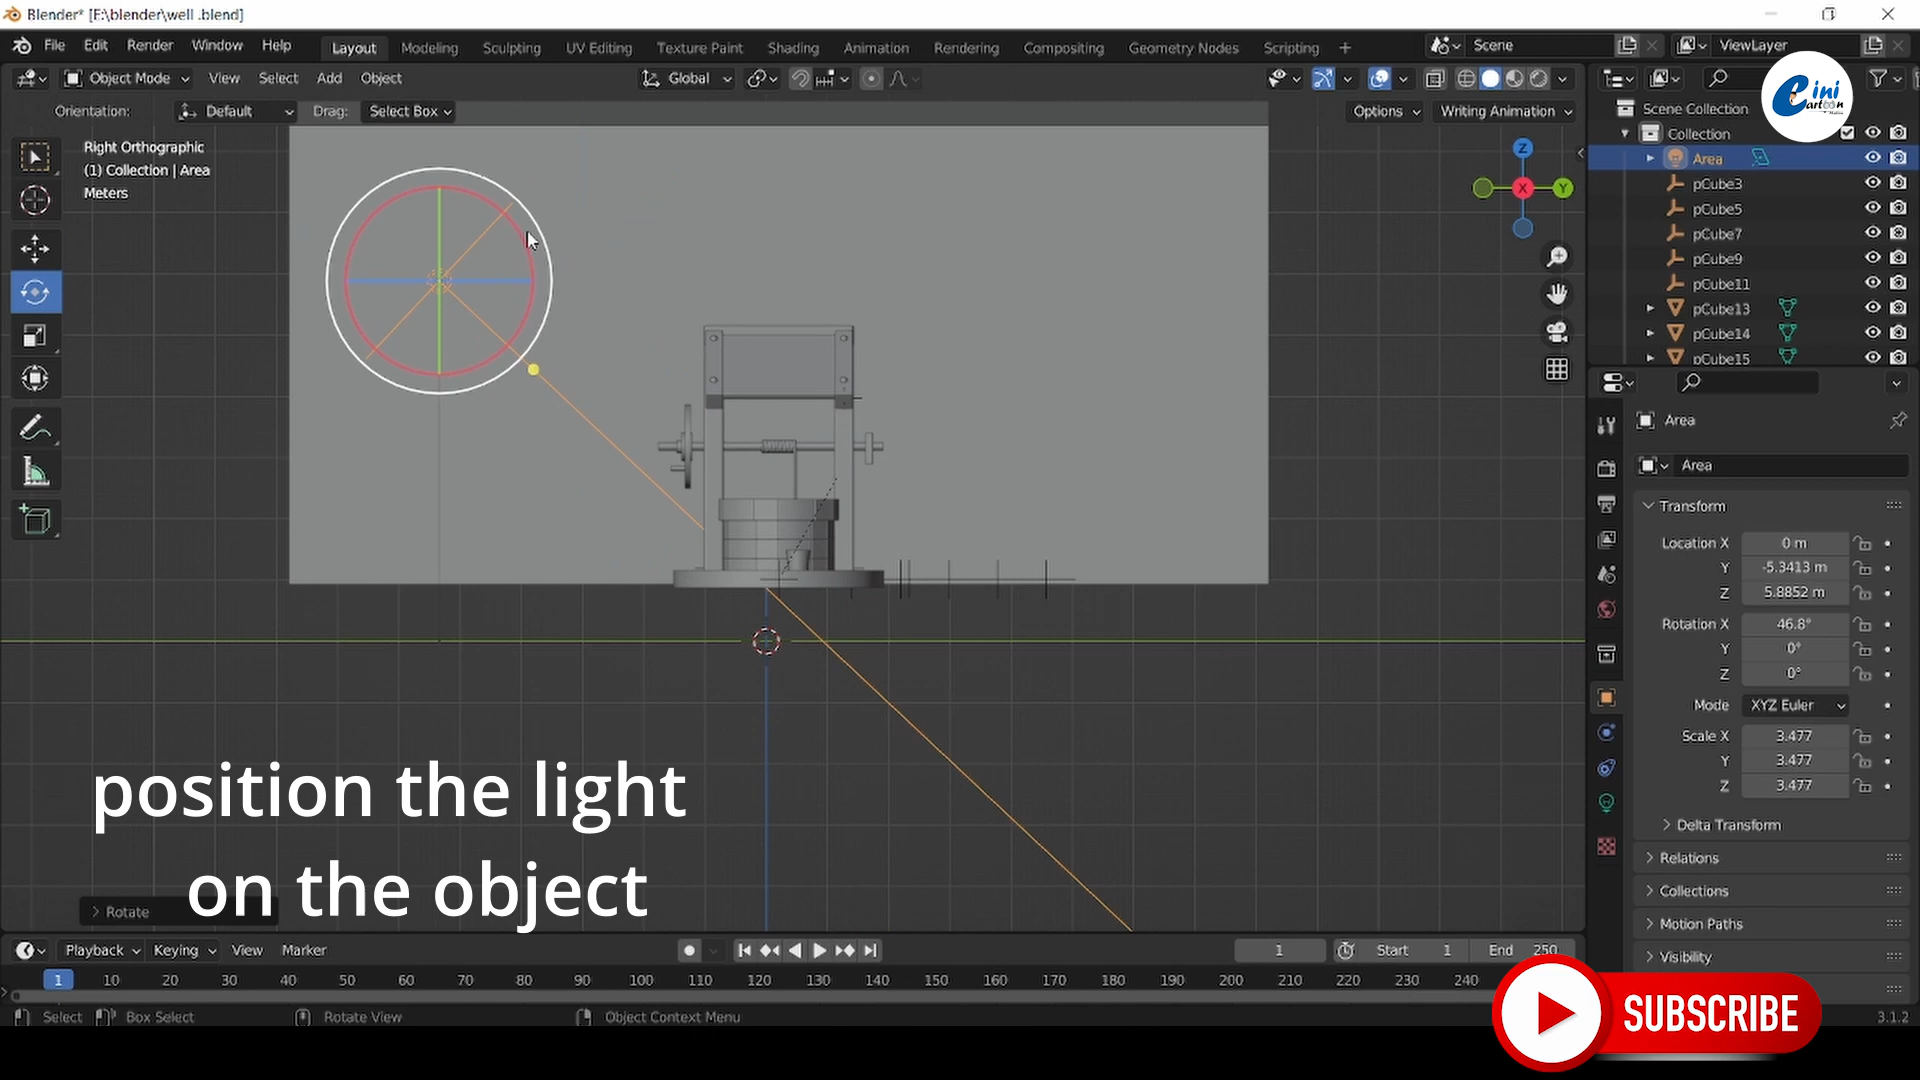 Blender* [E:\blender\well .blend]
File Edit Render Window Help
Layout Modeling Sculpting UV Editing Texture Paint Shading Animation Rendering Compositing Geometry Nodes Scripting
Scene
ViewLayer
Object Mode View Select Add Object
Global
Orientation: Default Drag: Select Box
Options
Writing Animation
Right Orthographic
(1) Collection | Area
Meters
Z
X
Y
Cini
Cartoon
Scene Collection
Collection
Area
pCube3
pCube5
pCube7
pCube9
pCube11
pCube13
pCube14
pCube15
Area
Area
Transform
Location X 0 m
Y -5.3413 m
Z 5.8852 m
Rotation X 46.8°
Y 0°
Z 0°
Mode XYZ Euler
Scale X 3.477
Y 3.477
Z 3.477
Delta Transform
Relations
Collections
Motion Paths
Visibility
position the light
on the object
Rotate
Playback Keying View Marker
1 Start 1 End 250
1 10 20 30 40 50 60 70 80 90 100 110 120 130 140 150 160 170 180 190 200 210 220 230 240
Select Box Select Rotate View Object Context Menu
3.1.2
SUBSCRIBE